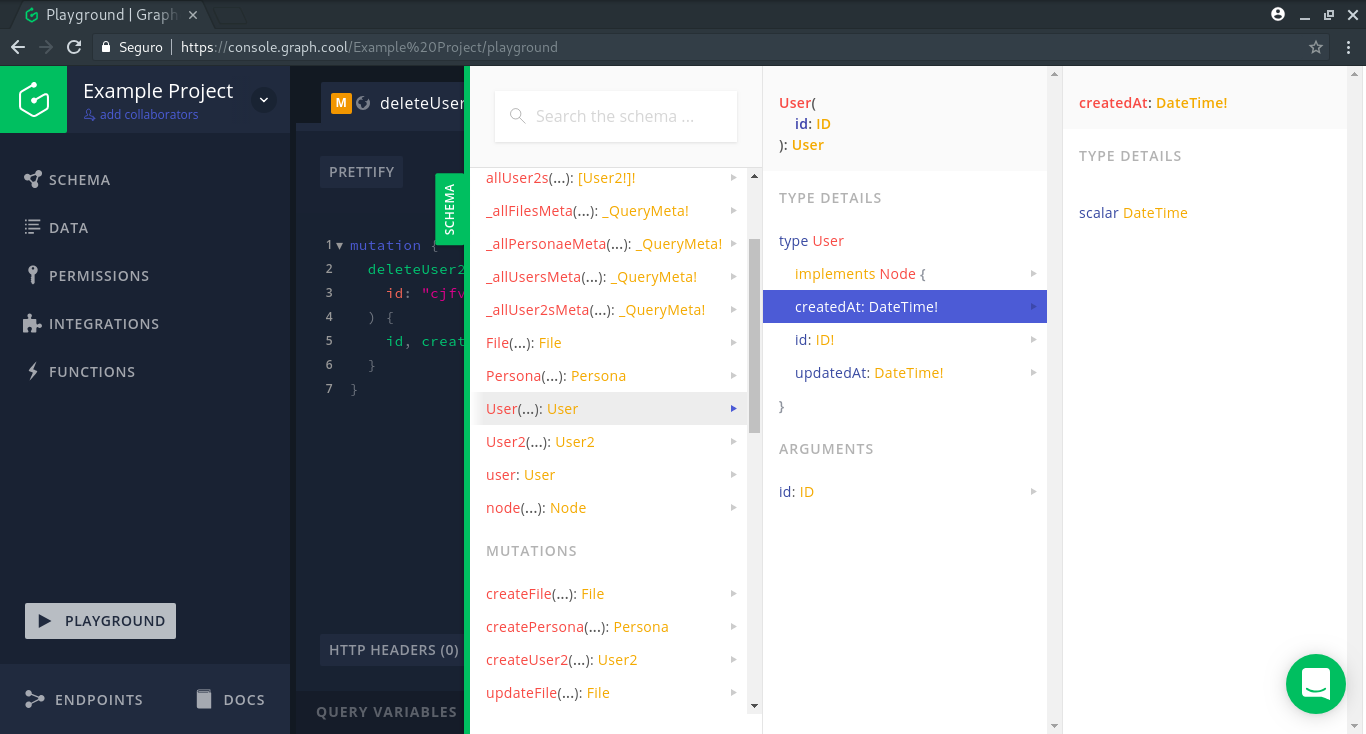 Playground | Graph
Seguro
https://console.graph.cool/Example%20Project/playground
Example Project
add collaborators
SCHEMA
DATA
PERMISSIONS
INTEGRATIONS
FUNCTIONS
PLAYGROUND
ENDPOINTS
DOCS
M deleteUser
PRETTIFY
1 mutation {
2 deleteUser2
3 id: "cjfv
4 ) {
5 id, creat
6 }
7 }
HTTP HEADERS (0)
QUERY VARIABLES
SCHEMA
Search the schema ...
allUser2s(...): [User2!]!
_allFilesMeta(...): _QueryMeta!
_allPersonaeMeta(...): _QueryMeta!
_allUsersMeta(...): _QueryMeta!
_allUser2sMeta(...): _QueryMeta!
File(...): File
Persona(...): Persona
User(...): User
User2(...): User2
user: User
node(...): Node
MUTATIONS
createFile(...): File
createPersona(...): Persona
createUser2(...): User2
updateFile(...): File
User(
id: ID
): User
TYPE DETAILS
type User
implements Node {
createdAt: DateTime!
id: ID!
updatedAt: DateTime!
}
ARGUMENTS
id: ID
createdAt: DateTime!
TYPE DETAILS
scalar DateTime